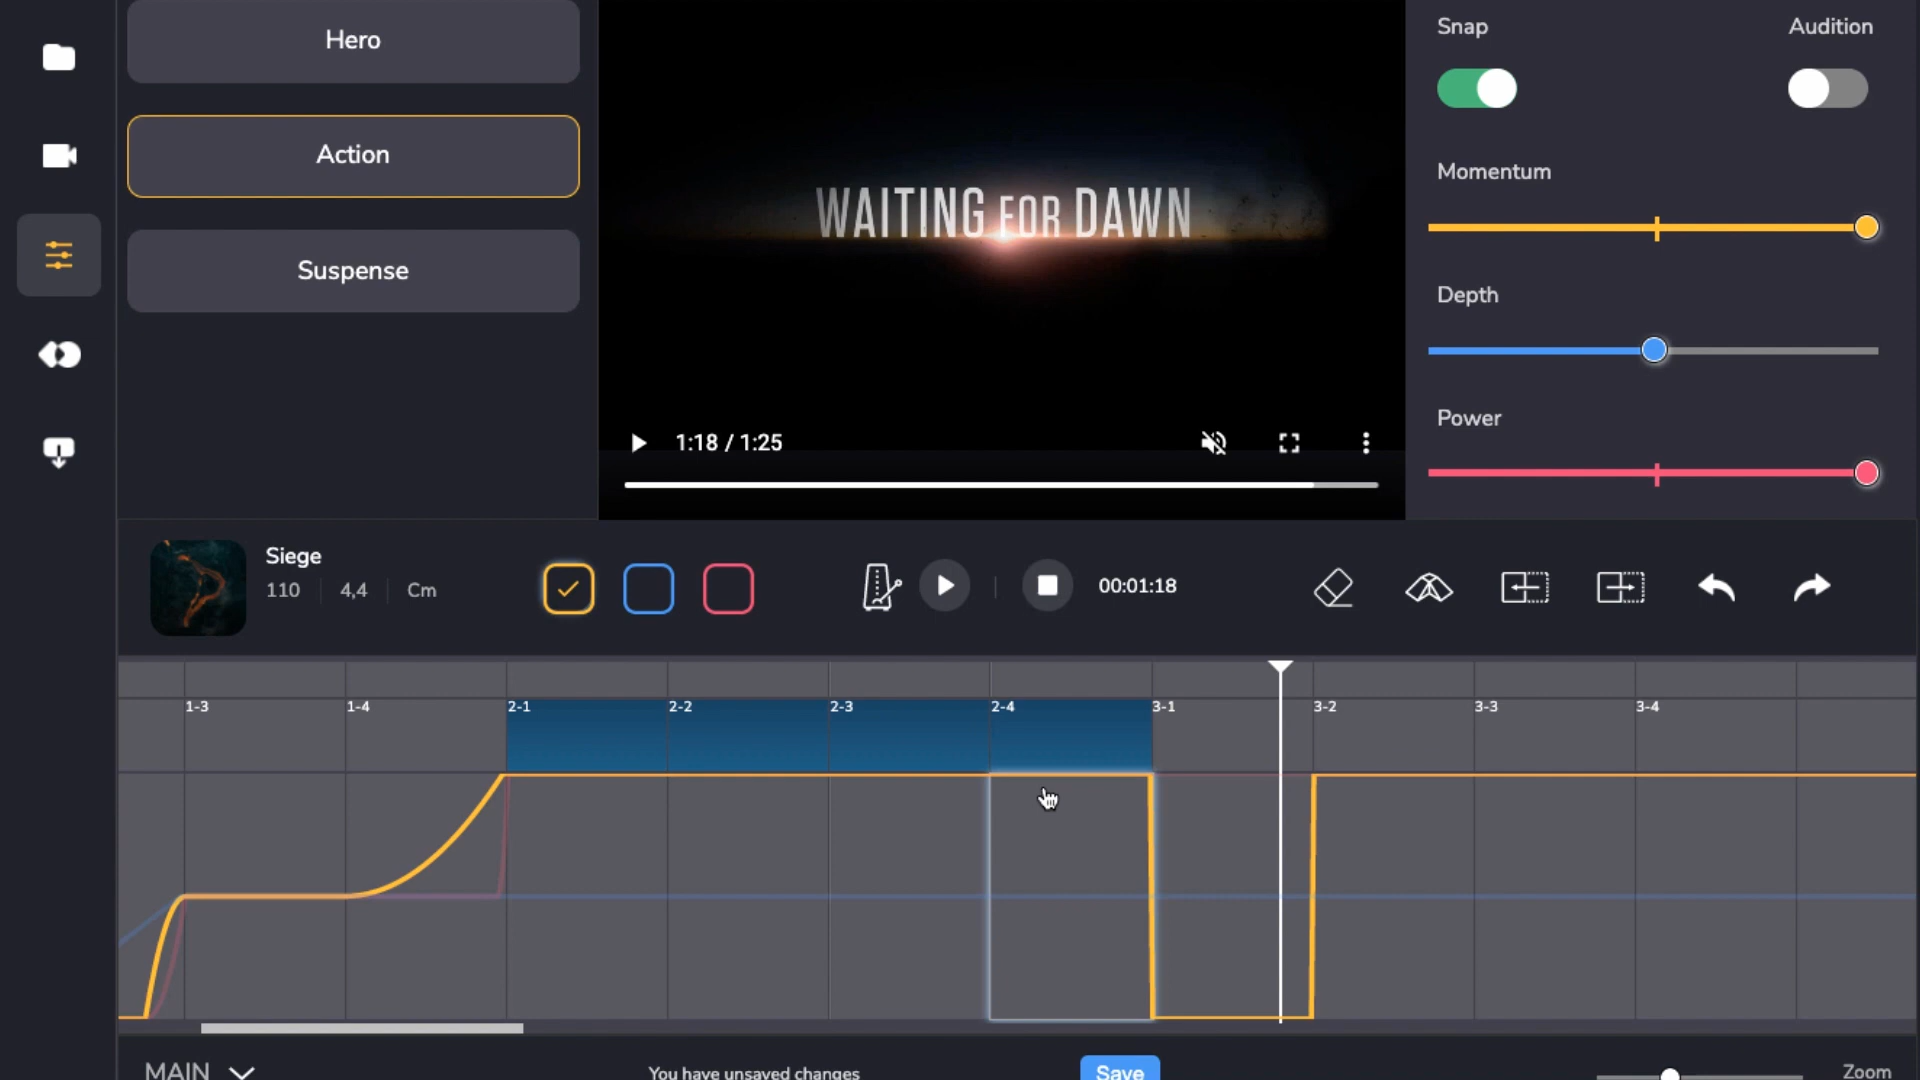 Hero
Action
Suspense
WAITING FOR DAWN
1:18 / 1:25
Snap
Audition
Momentum
Depth
Power
Siege
110
4,4
Cm
00:01:18
1-3
1-4
2-1
2-2
2-3
2-4
3-1
3-2
3-3
3-4
MAIN
You have unsaved changes
Save
Zoom